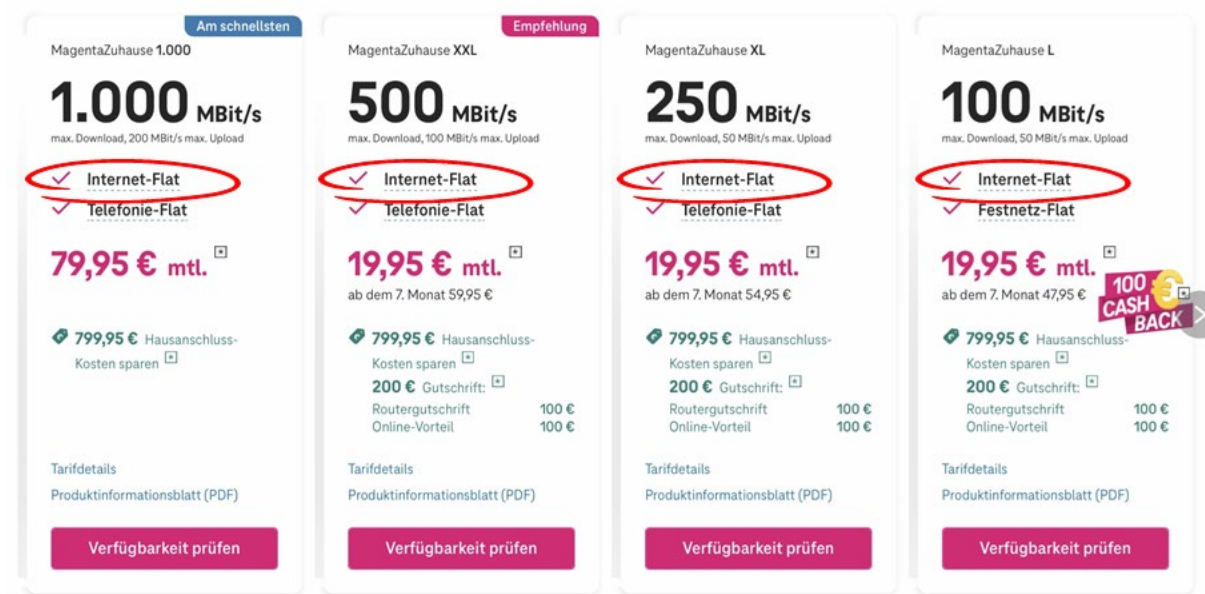 Am schnellsten
MagentaZuhause 1.000
1.000 MBit/s
max. Download, 200 MBit/s max. Upload
Internet-Flat
Telefonie-Flat
79,95 € mtl.
799,95 € Hausanschluss-
Kosten sparen
Tarifdetails
Produktinformationsblatt (PDF)
Verfügbarkeit prüfen
Empfehlung
MagentaZuhause XXL
500 MBit/s
max. Download, 100 MBit/s max. Upload
Internet-Flat
Telefonie-Flat
19,95 € mtl.
ab dem 7. Monat 59,95 €
799,95 € Hausanschluss-
Kosten sparen
200 € Gutschrift:
Routergutschrift 100 €
Online-Vorteil 100 €
Tarifdetails
Produktinformationsblatt (PDF)
Verfügbarkeit prüfen
MagentaZuhause XL
250 MBit/s
max. Download, 50 MBit/s max. Upload
Internet-Flat
Telefonie-Flat
19,95 € mtl.
ab dem 7. Monat 54,95 €
799,95 € Hausanschluss-
Kosten sparen
200 € Gutschrift:
Routergutschrift 100 €
Online-Vorteil 100 €
Tarifdetails
Produktinformationsblatt (PDF)
Verfügbarkeit prüfen
MagentaZuhause L
100 MBit/s
max. Download, 50 MBit/s max. Upload
Internet-Flat
Festnetz-Flat
19,95 € mtl.
ab dem 7. Monat 47,95 €
100 €
CASH
BACK
799,95 € Hausanschluss-
Kosten sparen
200 € Gutschrift:
Routergutschrift 100 €
Online-Vorteil 100 €
Tarifdetails
Produktinformationsblatt (PDF)
Verfügbarkeit prüfen